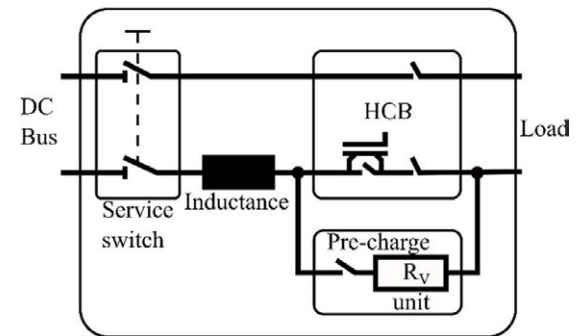 DC
Bus
HCB
Load
Service
switch
Inductance
Pre-charge
R_V
unit